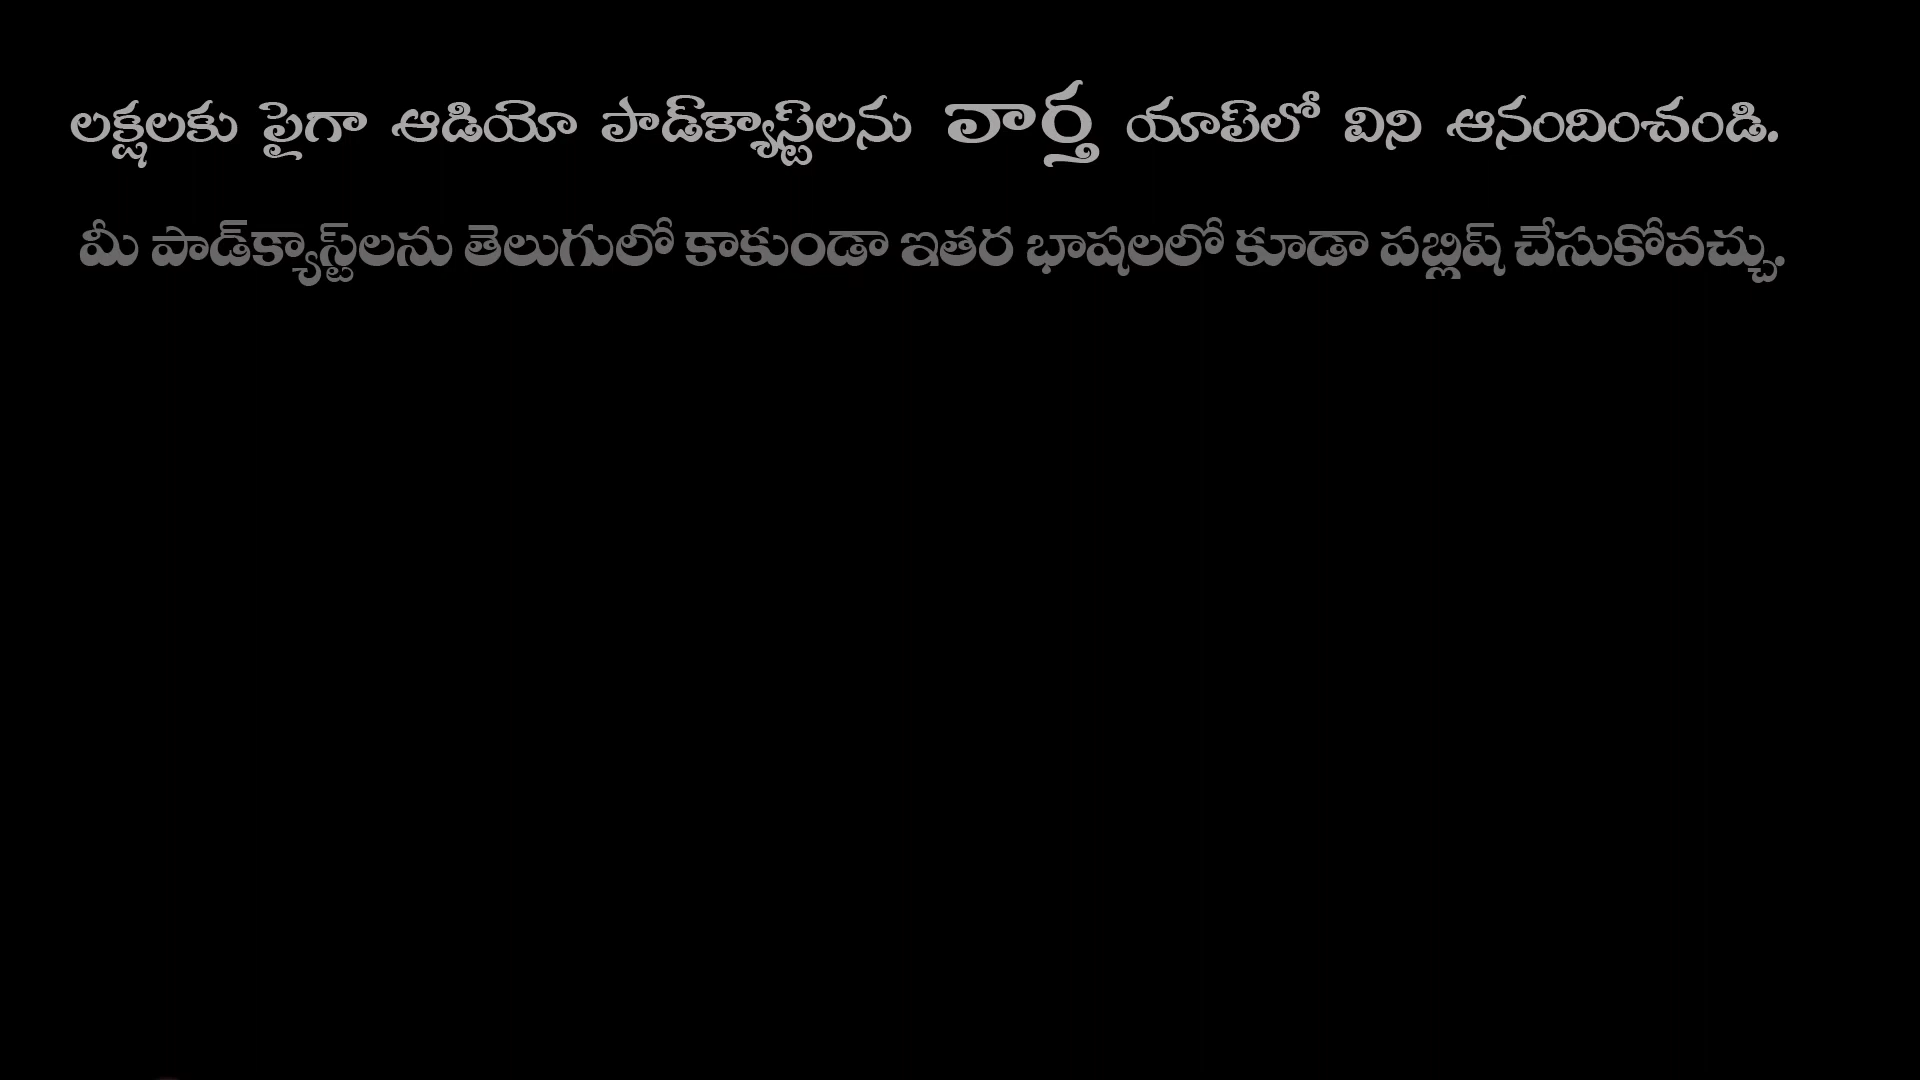 లక్షలకు పైగా ఆడియో పాడ్‌క్యాస్ట్‌లను వార్త యాప్‌లో విని ఆనందించండి.
మీ పాడ్‌క్యాస్ట్‌లను తెలుగులో కాకుండా ఇతర భాషలలో కూడా పబ్లిష్ చేసుకోవచ్చు.